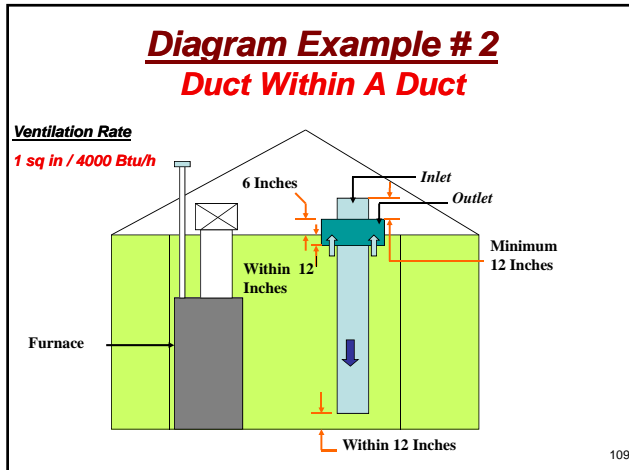 Diagram Example # 2
Duct Within A Duct
Ventilation Rate
1 sq in / 4000 Btu/h
6 Inches
Inlet
Outlet
Within 12
Inches
Minimum
12 Inches
Furnace
Within 12 Inches
109